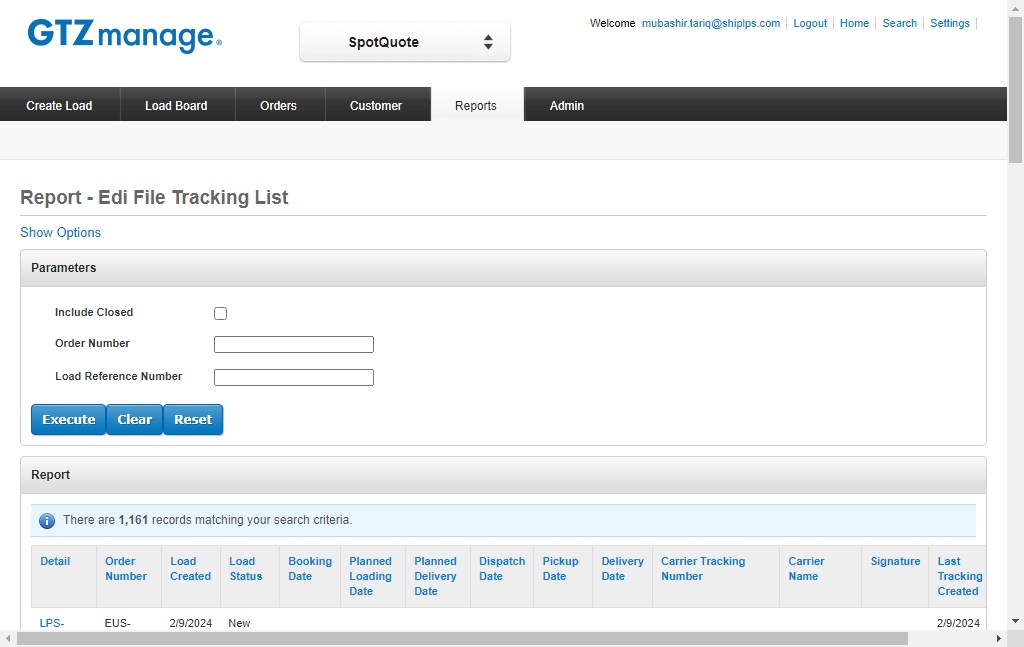 GTZmanage®
SpotQuote
Welcome mubashir.tariq@shiplps.com Logout Home Search Settings
Create Load Load Board Orders Customer Reports Admin
Report - Edi File Tracking List
Show Options
Parameters
Include Closed
Order Number
Load Reference Number
Execute Clear Reset
Report
There are 1,161 records matching your search criteria.
Detail Order Number Load Created Load Status Booking Date Planned Loading Date Planned Delivery Date Dispatch Date Pickup Date Delivery Date Carrier Tracking Number Carrier Name Signature Last Tracking Created
LPS- EUS- 2/9/2024 New 2/9/2024